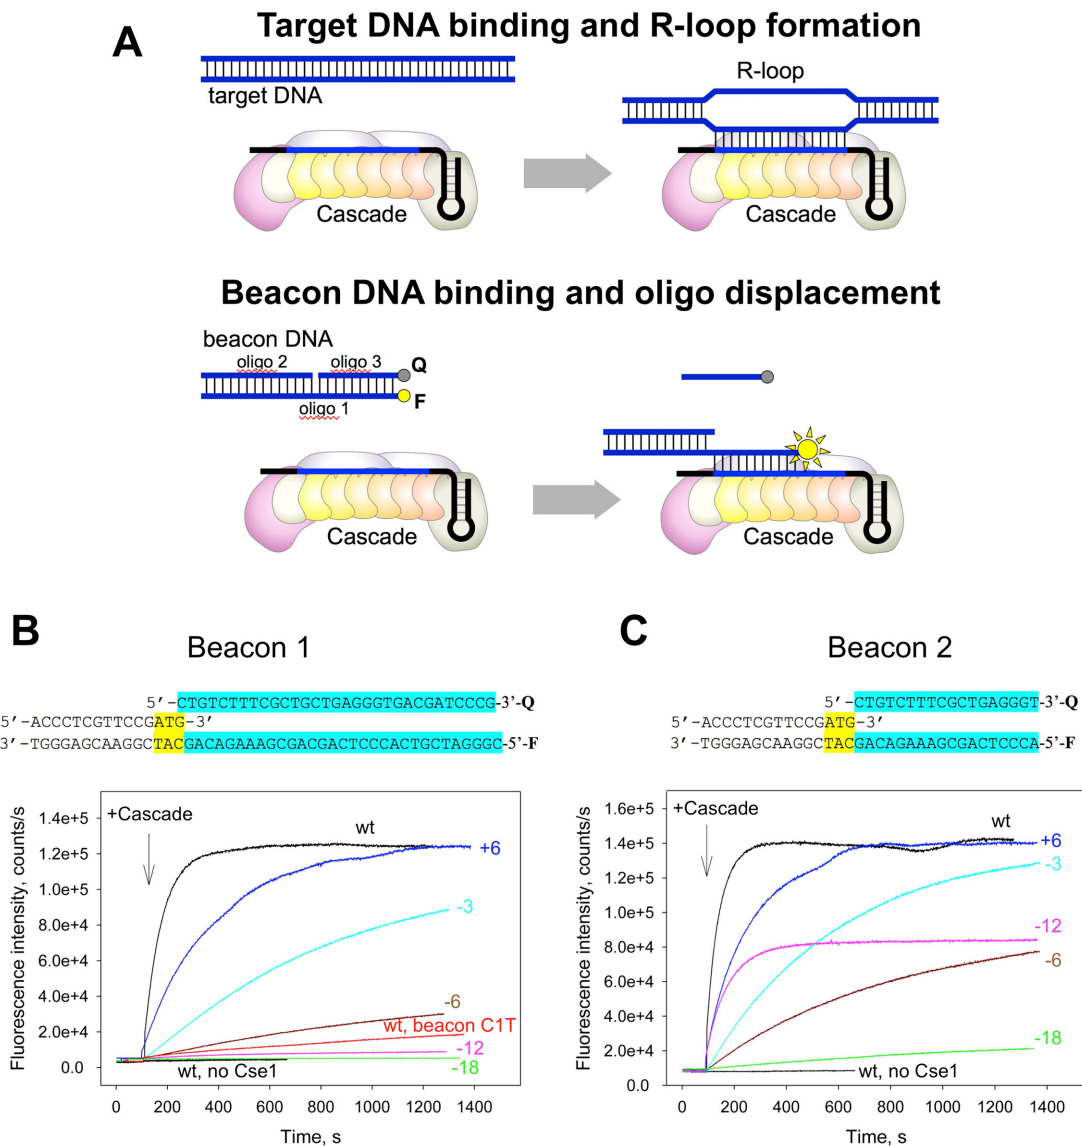 A
Target DNA binding and R-loop formation
target DNA
R-loop
Cascade
Cascade
Beacon DNA binding and oligo displacement
beacon DNA
oligo 2
oligo 3
Q
F
oligo 1
Cascade
Cascade
B
Beacon 1
5′-CTGTCTTTCGCTGCTGAGGGTGACGATCCCG-3’-Q
5′-ACCCTCGTTCCGATG-3′
3′-TGGGAGCAAGGCTACGACAGAAAGCGACGACTCCCACTGCTAGGGC-5’-F
Fluorescence intensity, counts/s
1.4e+5
1.2e+5
1.0e+5
8.0e+4
6.0e+4
4.0e+4
2.0e+4
0.0
+Cascade
wt
+6
-3
-6
wt, beacon C1T
-12
-18
wt, no Cse1
0 200 400 600 800 1000 1200 1400
Time, s
C
Beacon 2
5′-CTGTCTTTCGCTGAGGGT-3’-Q
5′-ACCCTCGTTCCGATG-3′
3′-TGGGAGCAAGGCTACGACAGAAAGCGACTCCCA-5’-F
Fluorescence intensity, counts/s
1.6e+5
1.4e+5
1.2e+5
1.0e+5
8.0e+4
6.0e+4
4.0e+4
2.0e+4
0.0
+Cascade
wt
+6
-3
-12
-6
-18
wt, no Cse1
0 200 400 600 800 1000 1200 1400
Time, s